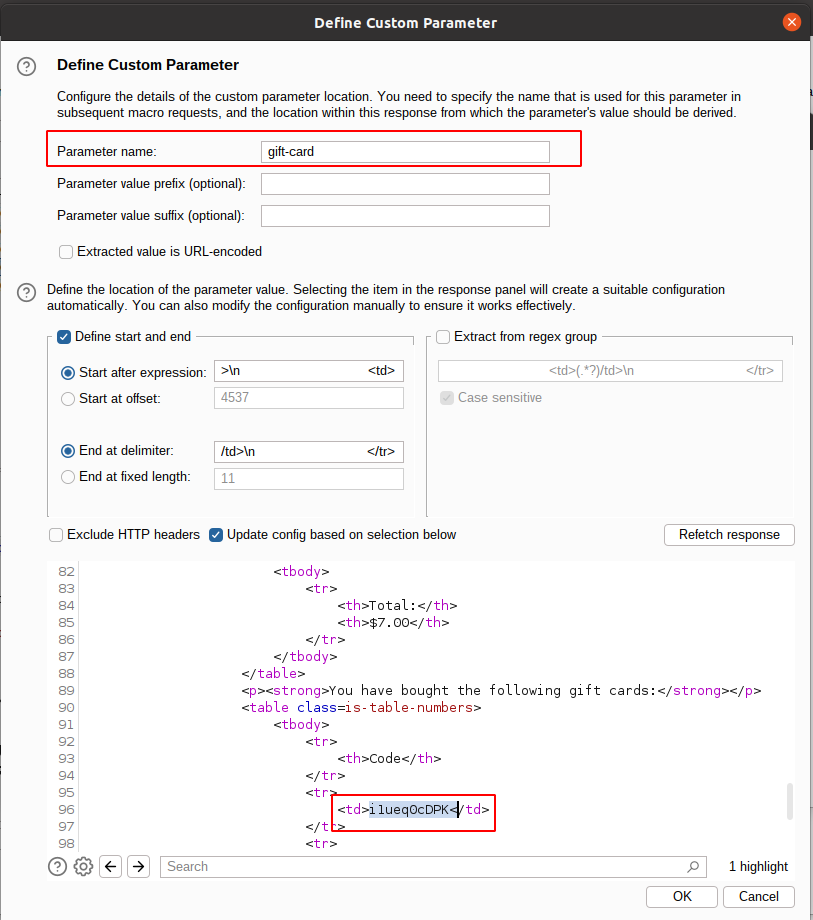 Define Custom Parameter
Define Custom Parameter
Configure the details of the custom parameter location. You need to specify the name that is used for this parameter in
subsequent macro requests, and the location within this response from which the parameter's value should be derived.
Parameter name: gift-card
Parameter value prefix (optional):
Parameter value suffix (optional):
Extracted value is URL-encoded
Define the location of the parameter value. Selecting the item in the response panel will create a suitable configuration
automatically. You can also modify the configuration manually to ensure it works effectively.
Define start and end
Start after expression: >\n <td>
Start at offset: 4537
End at delimiter: /td>\n </tr>
End at fixed length: 11
Extract from regex group
<td>(.*?)/td>\n </tr>
Case sensitive
Exclude HTTP headers Update config based on selection below Refetch response
82 <tbody>
83 <tr>
84 <th>Total:</th>
85 <th>$7.00</th>
86 </tr>
87 </tbody>
88 </table>
89 <p><strong>You have bought the following gift cards:</strong></p>
90 <table class=is-table-numbers>
91 <tbody>
92 <tr>
93 <th>Code</th>
94 </tr>
95 <tr>
96 <td>i1ueqOcDPK</td>
97 </tr>
98 <tr>
Search 1 highlight
OK Cancel